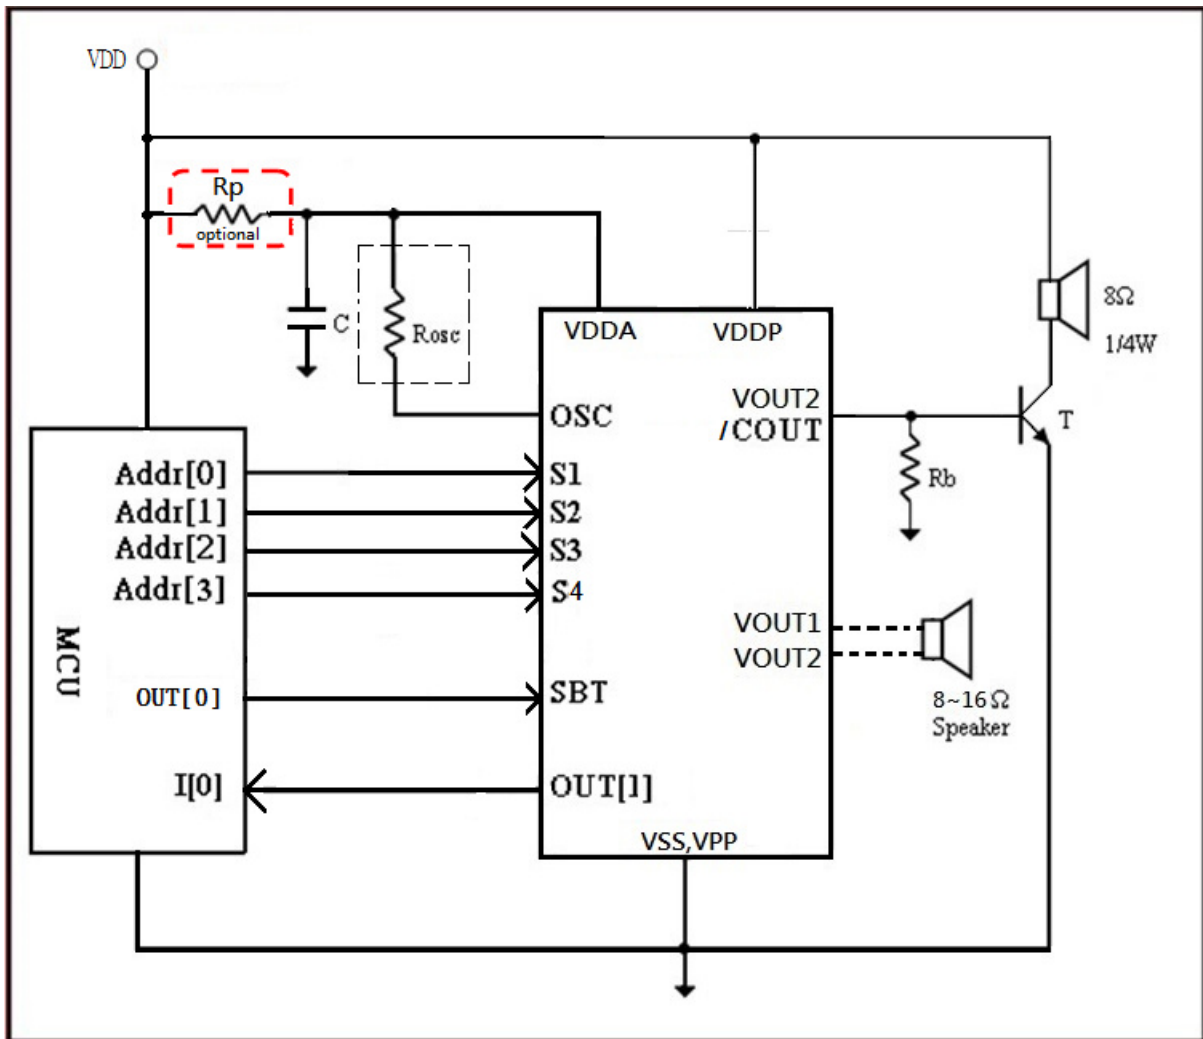 VDD
Rp
optional
C
Rosc
8Ω
1/4W
VDDA
VDDP
OSC
VOUT2
/COUT
T
Rb
Addr[0]
S1
Addr[1]
S2
Addr[2]
S3
Addr[3]
S4
MCU
VOUT1
VOUT2
OUT[0]
SBT
8~16Ω
Speaker
I[0]
OUT[1]
VSS,VPP